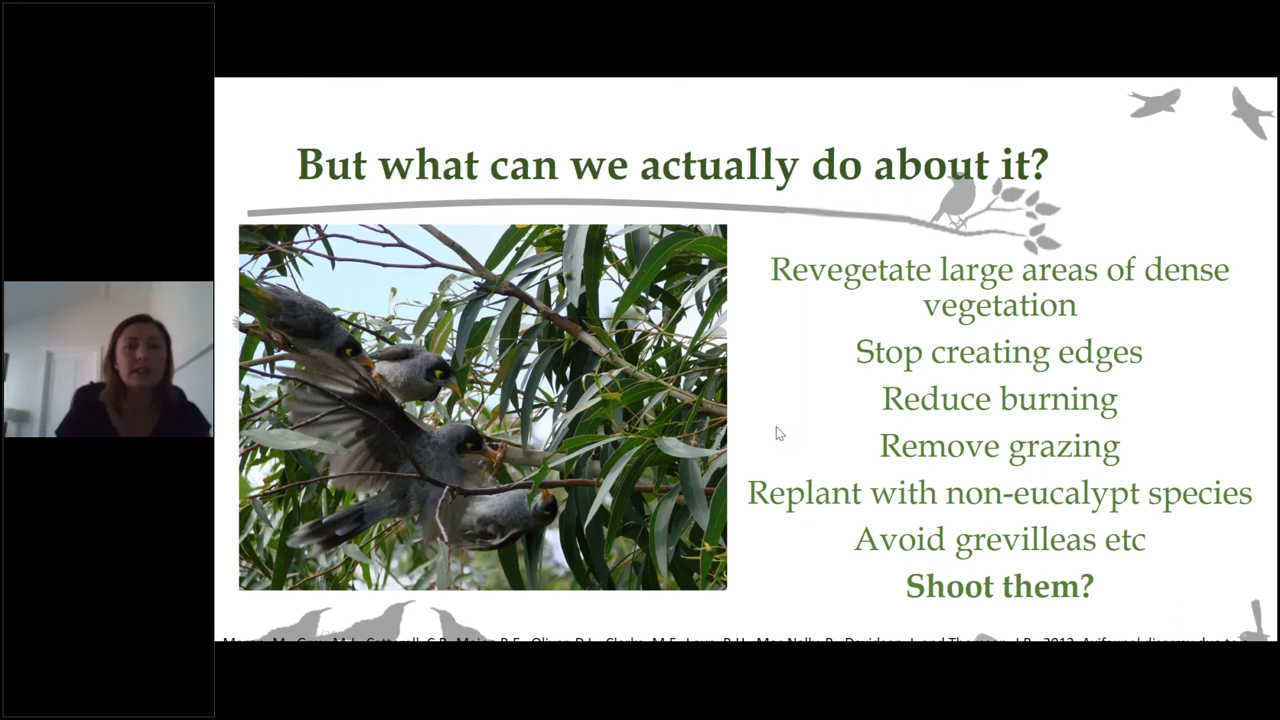 But what can we actually do about it?
Revegetate large areas of dense
vegetation
Stop creating edges
Reduce burning
Remove grazing
Replant with non-eucalypt species
Avoid grevilleas etc
Shoot them?